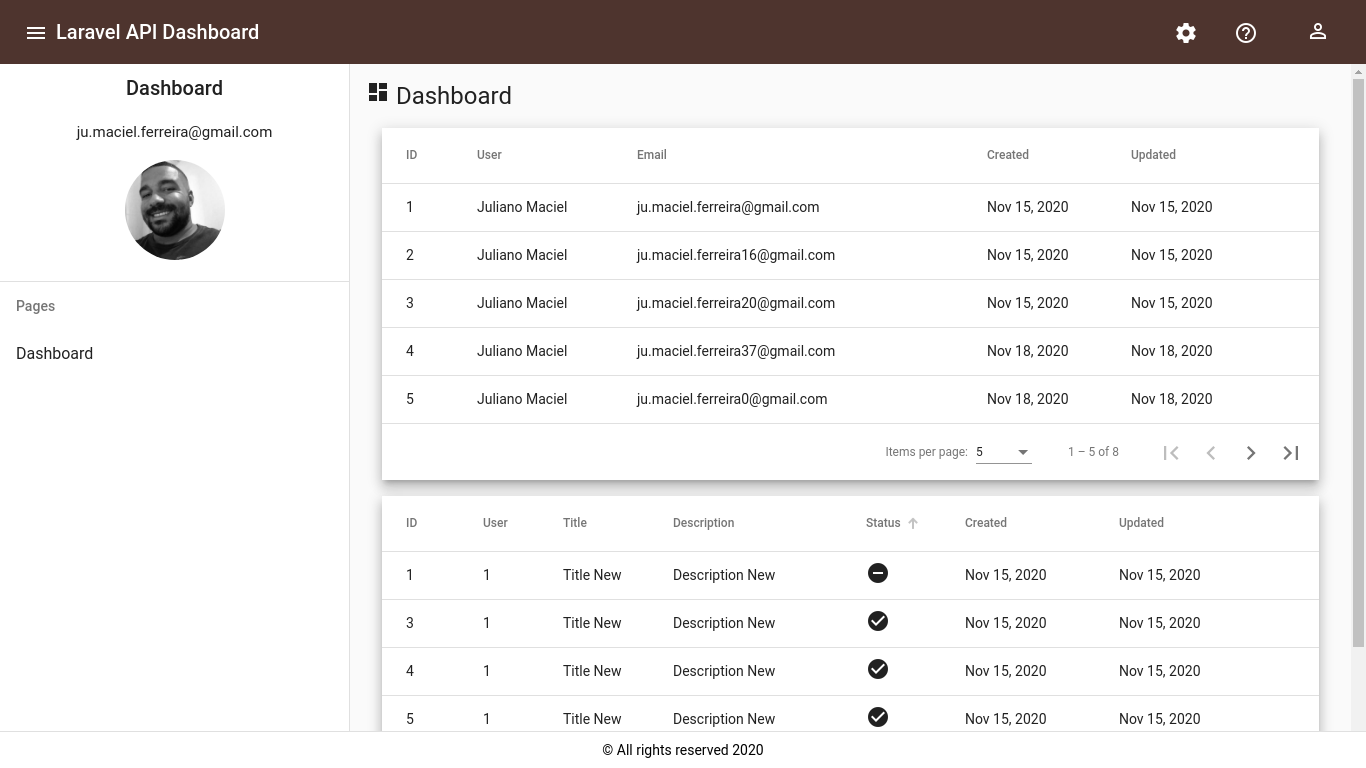 Laravel API Dashboard
Dashboard
ju.maciel.ferreira@gmail.com
Pages
Dashboard
Dashboard
ID User Email Created Updated
1 Juliano Maciel ju.maciel.ferreira@gmail.com Nov 15, 2020 Nov 15, 2020
2 Juliano Maciel ju.maciel.ferreira16@gmail.com Nov 15, 2020 Nov 15, 2020
3 Juliano Maciel ju.maciel.ferreira20@gmail.com Nov 15, 2020 Nov 15, 2020
4 Juliano Maciel ju.maciel.ferreira37@gmail.com Nov 18, 2020 Nov 18, 2020
5 Juliano Maciel ju.maciel.ferreira0@gmail.com Nov 18, 2020 Nov 18, 2020
Items per page: 5 1 – 5 of 8
ID User Title Description Status Created Updated
1 1 Title New Description New Nov 15, 2020 Nov 15, 2020
3 1 Title New Description New Nov 15, 2020 Nov 15, 2020
4 1 Title New Description New Nov 15, 2020 Nov 15, 2020
5 1 Title New Description New Nov 15, 2020 Nov 15, 2020
© All rights reserved 2020